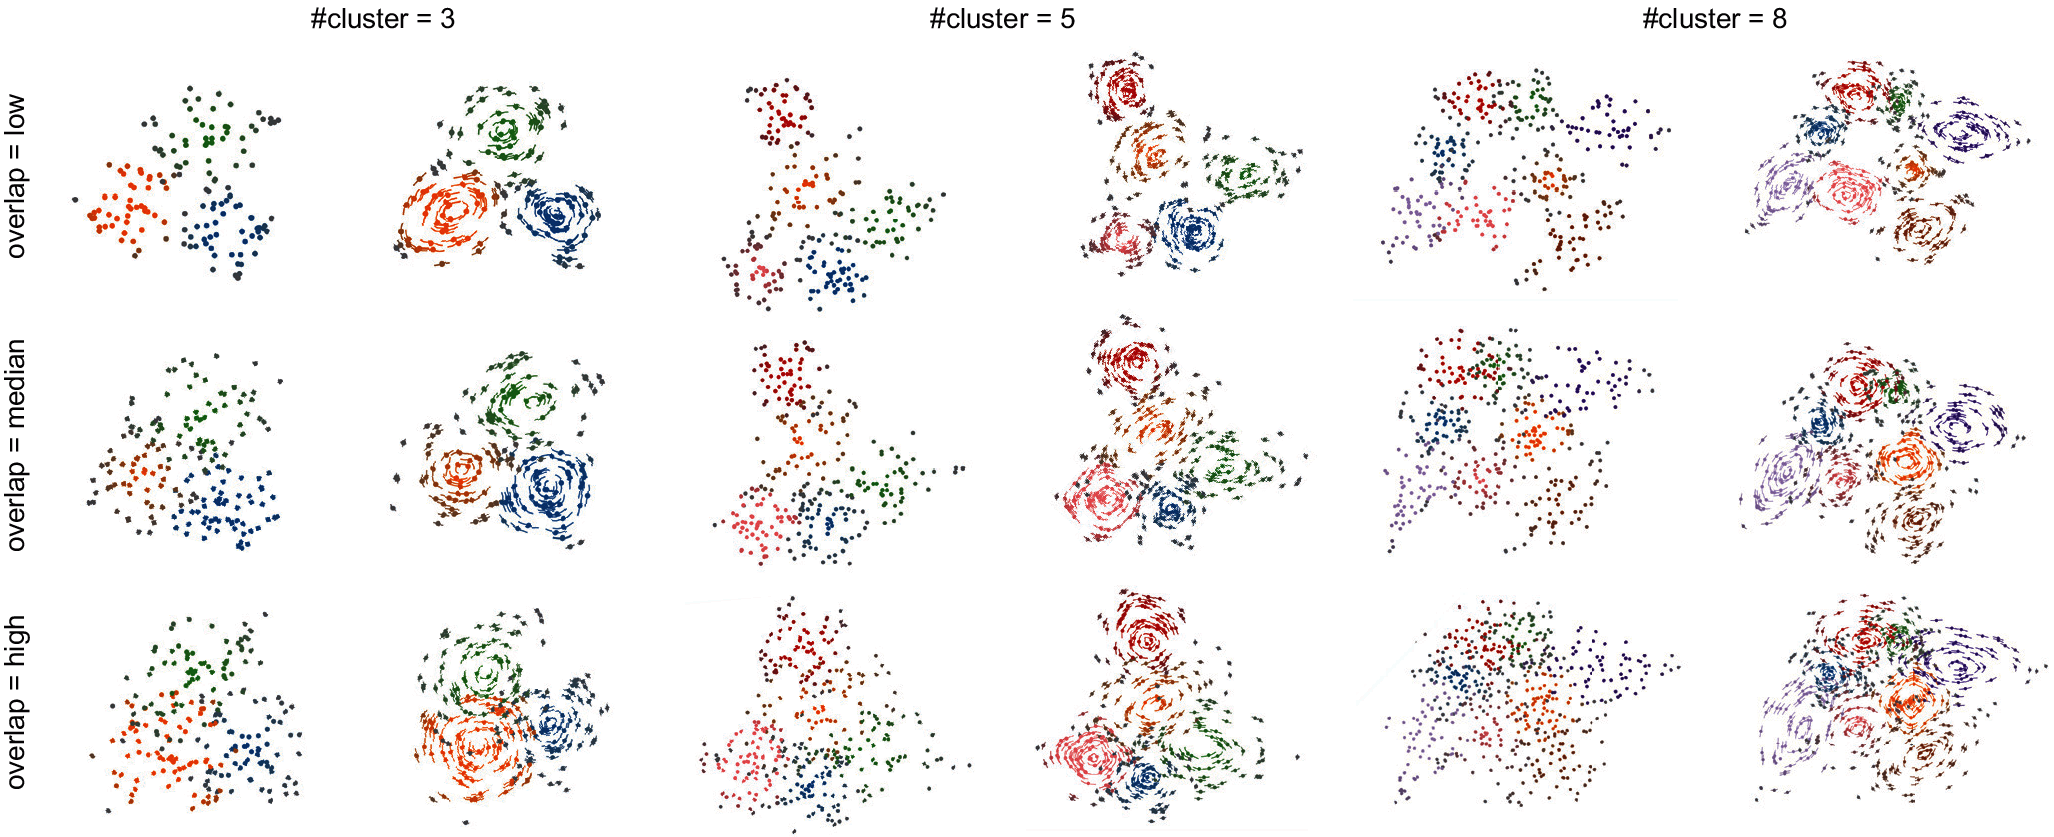 #cluster = 3
#cluster = 5
#cluster = 8
overlap = low
overlap = median
overlap = high